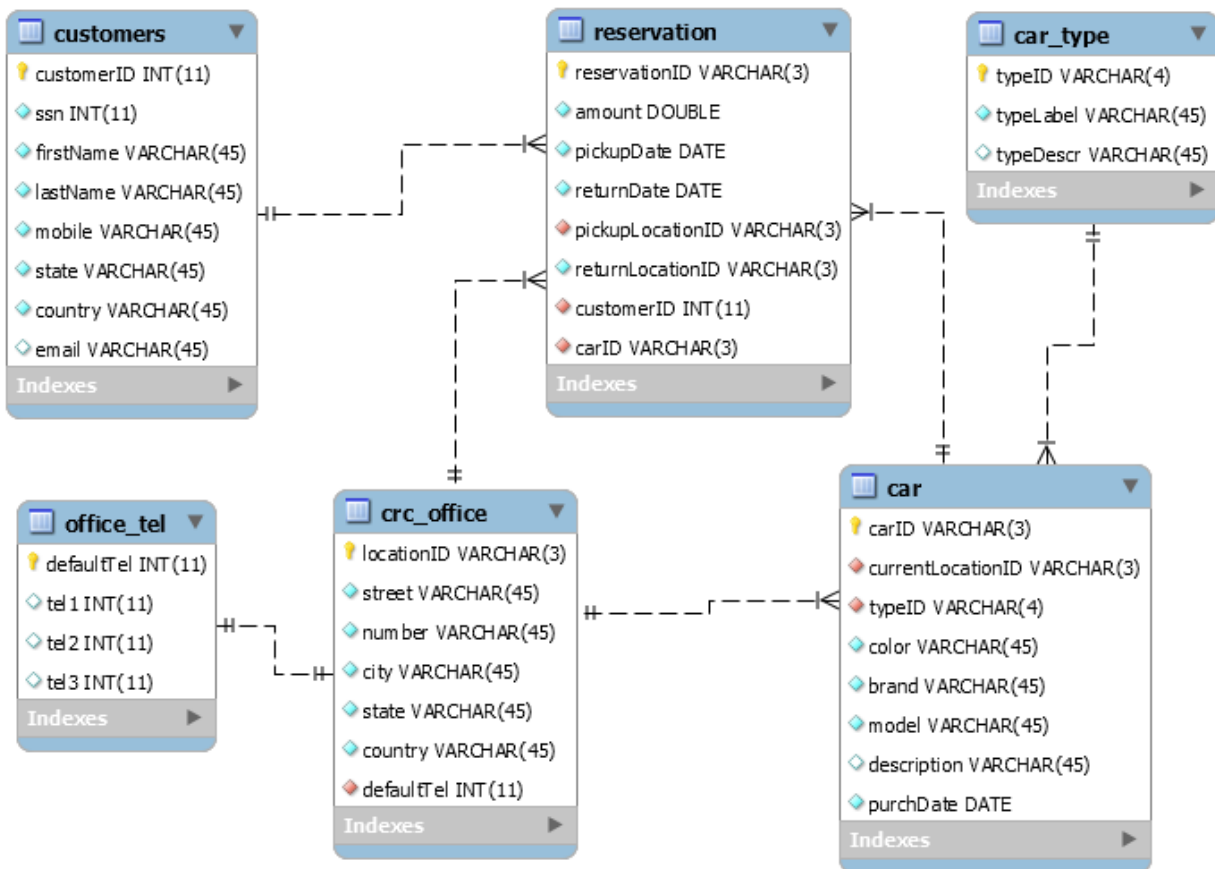 customers
customerID INT(11)
ssn INT(11)
firstName VARCHAR(45)
lastName VARCHAR(45)
mobile VARCHAR(45)
state VARCHAR(45)
country VARCHAR(45)
email VARCHAR(45)
Indexes
reservation
reservationID VARCHAR(3)
amount DOUBLE
pickupDate DATE
returnDate DATE
pickupLocationID VARCHAR(3)
returnLocationID VARCHAR(3)
customerID INT(11)
carID VARCHAR(3)
Indexes
car_type
typeID VARCHAR(4)
typeLabel VARCHAR(45)
typeDescr VARCHAR(45)
Indexes
office_tel
defaultTel INT(11)
tel1 INT(11)
tel2 INT(11)
tel3 INT(11)
Indexes
crc_office
locationID VARCHAR(3)
street VARCHAR(45)
number VARCHAR(45)
city VARCHAR(45)
state VARCHAR(45)
country VARCHAR(45)
defaultTel INT(11)
Indexes
car
carID VARCHAR(3)
currentLocationID VARCHAR(3)
typeID VARCHAR(4)
color VARCHAR(45)
brand VARCHAR(45)
model VARCHAR(45)
description VARCHAR(45)
purchDate DATE
Indexes